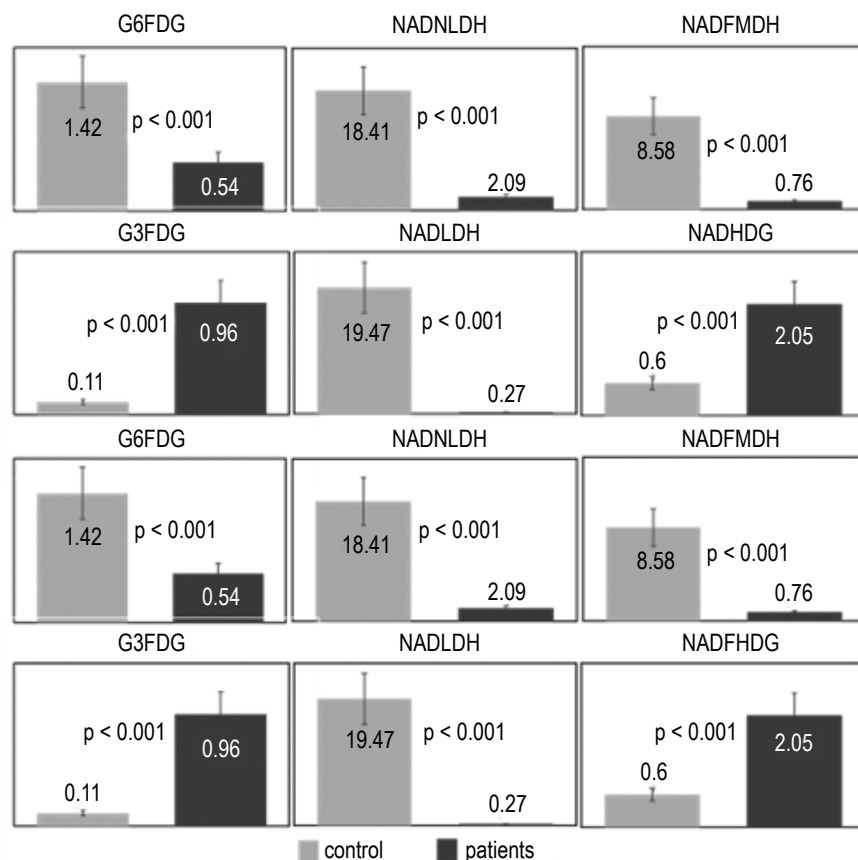 G6FDG NADNLDH NADFMDH
1.42 p < 0.001 0.54 18.41 p < 0.001 2.09 8.58 p < 0.001 0.76
G3FDG NADLDH NADHDG
0.11 p < 0.001 0.96 19.47 p < 0.001 0.27 0.6 p < 0.001 2.05
G6FDG NADNLDH NADFMDH
1.42 p < 0.001 0.54 18.41 p < 0.001 2.09 8.58 p < 0.001 0.76
G3FDG NADLDH NADFHDG
0.11 p < 0.001 0.96 19.47 p < 0.001 0.27 0.6 p < 0.001 2.05
control patients